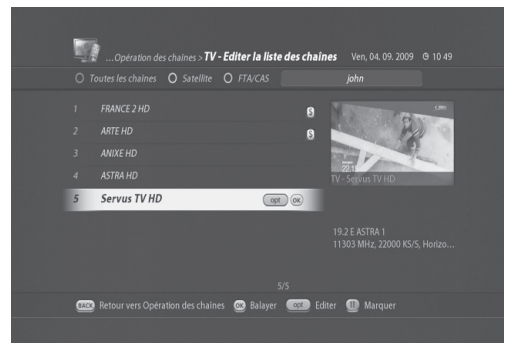 ...Opération des chaînes > TV - Editer la liste des chaînes Ven, 04. 09. 2009 10 49
Toutes les chaînes Satellite FTA/CAS john
1 FRANCE 2 HD $
2 ARTE HD $
3 ANIXE HD
4 ASTRA HD
5 Servus TV HD opt OK
TV - Servus TV HD
19.2 E ASTRA 1
11303 MHz, 22000 KS/S, Horizo...
5/5
BACK Retour vers Opération des chaînes OK Balayer opt Editer Marquer